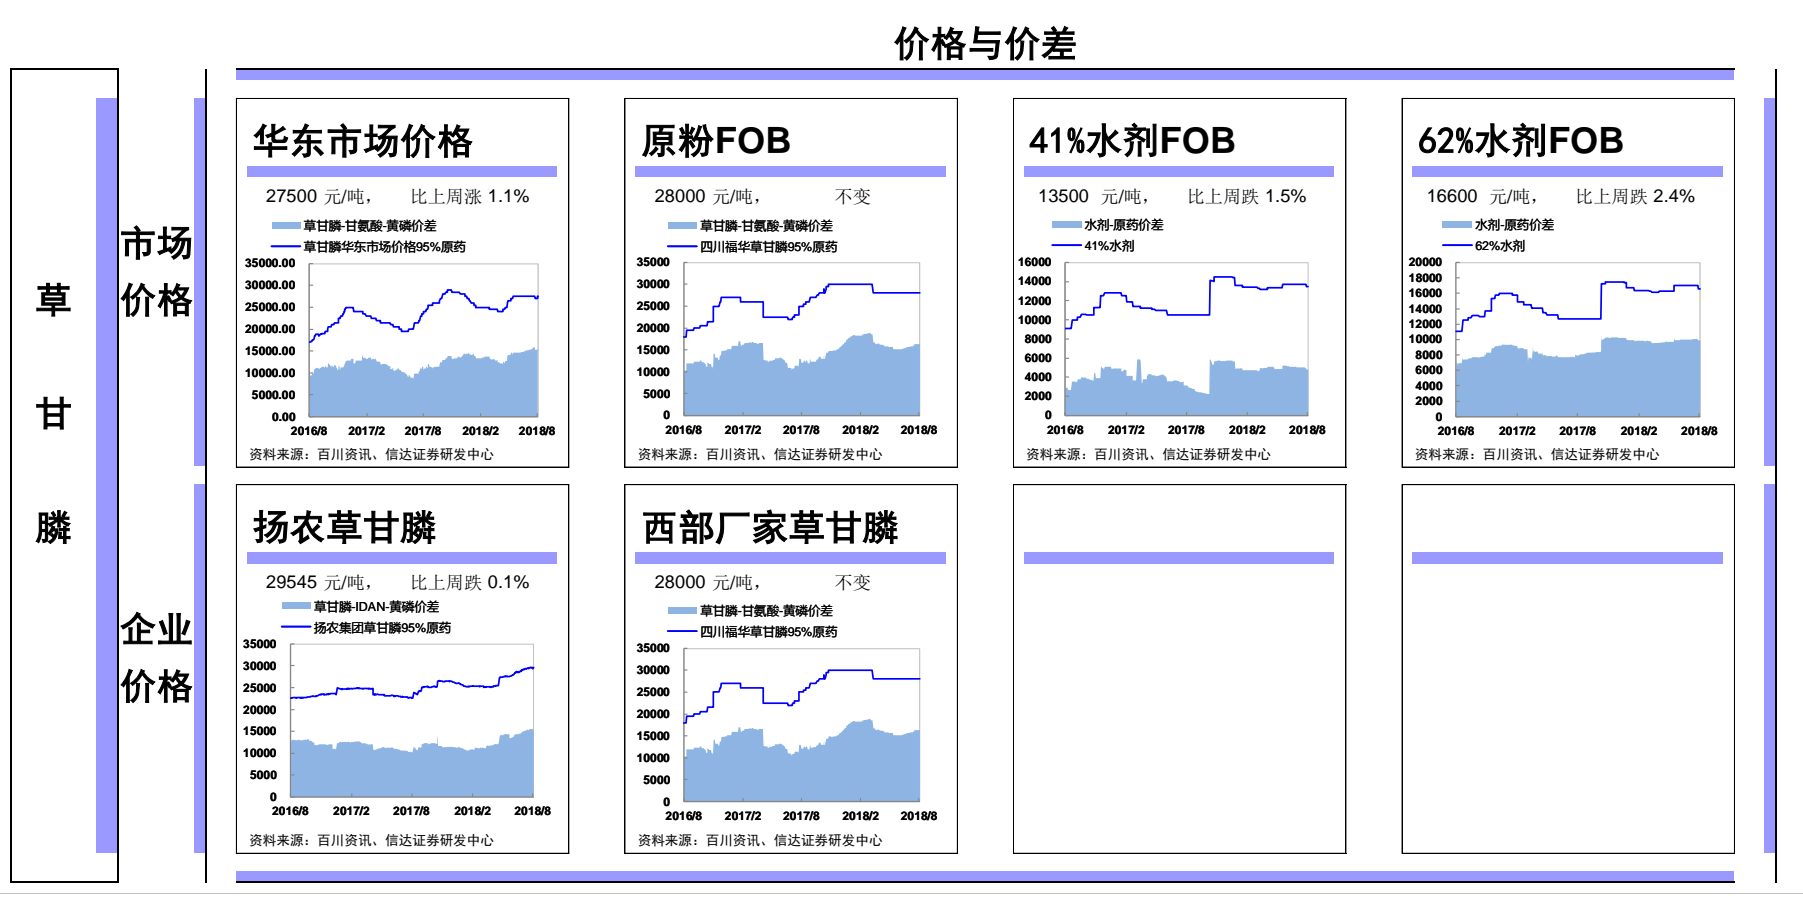 价格与价差
草
甘
膦
市场
价格
华东市场价格
27500 元/吨， 比上周涨 1.1%
草甘膦-甘氨酸-黄磷价差
草甘膦华东市场价格95%原药
35000.00
30000.00
25000.00
20000.00
15000.00
10000.00
5000.00
0.00
2016/8 2017/2 2017/8 2018/2 2018/8
资料来源：百川资讯、信达证券研发中心
原粉FOB
28000 元/吨， 不变
草甘膦-甘氨酸-黄磷价差
四川福华草甘膦95%原药
35000
30000
25000
20000
15000
10000
5000
0
2016/8 2017/2 2017/8 2018/2 2018/8
资料来源：百川资讯、信达证券研发中心
41%水剂FOB
13500 元/吨， 比上周跌 1.5%
水剂-原药价差
41%水剂
16000
14000
12000
10000
8000
6000
4000
2000
0
2016/8 2017/2 2017/8 2018/2 2018/8
资料来源：百川资讯、信达证券研发中心
62%水剂FOB
16600 元/吨， 比上周跌 2.4%
水剂-原药价差
62%水剂
20000
18000
16000
14000
12000
10000
8000
6000
4000
2000
0
2016/8 2017/2 2017/8 2018/2 2018/8
资料来源：百川资讯、信达证券研发中心
企业
价格
扬农草甘膦
29545 元/吨， 比上周跌 0.1%
草甘膦-IDAN-黄磷价差
扬农集团草甘膦95%原药
35000
30000
25000
20000
15000
10000
5000
0
2016/8 2017/2 2017/8 2018/2 2018/8
资料来源：百川资讯、信达证券研发中心
西部厂家草甘膦
28000 元/吨， 不变
草甘膦-甘氨酸-黄磷价差
四川福华草甘膦95%原药
35000
30000
25000
20000
15000
10000
5000
0
2016/8 2017/2 2017/8 2018/2 2018/8
资料来源：百川资讯、信达证券研发中心